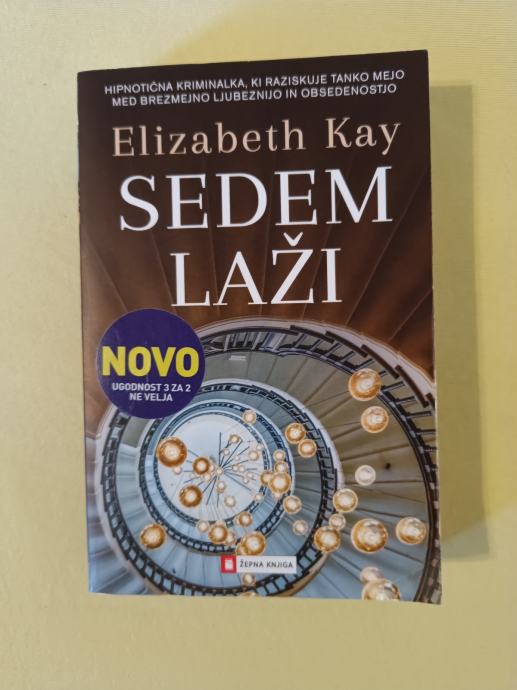 HIPNOTIČNA KRIMINALKA, KI RAZISKUJE TANKO MEJO
MED BREZMEJNO LJUBEZNIJO IN OBSEDENOSTJO
Elizabeth Kay
SEDEM
LAŽI
NOVO
UGODNOST 3 ZA 2
NE VELJA
ŽEPNA KNJIGA